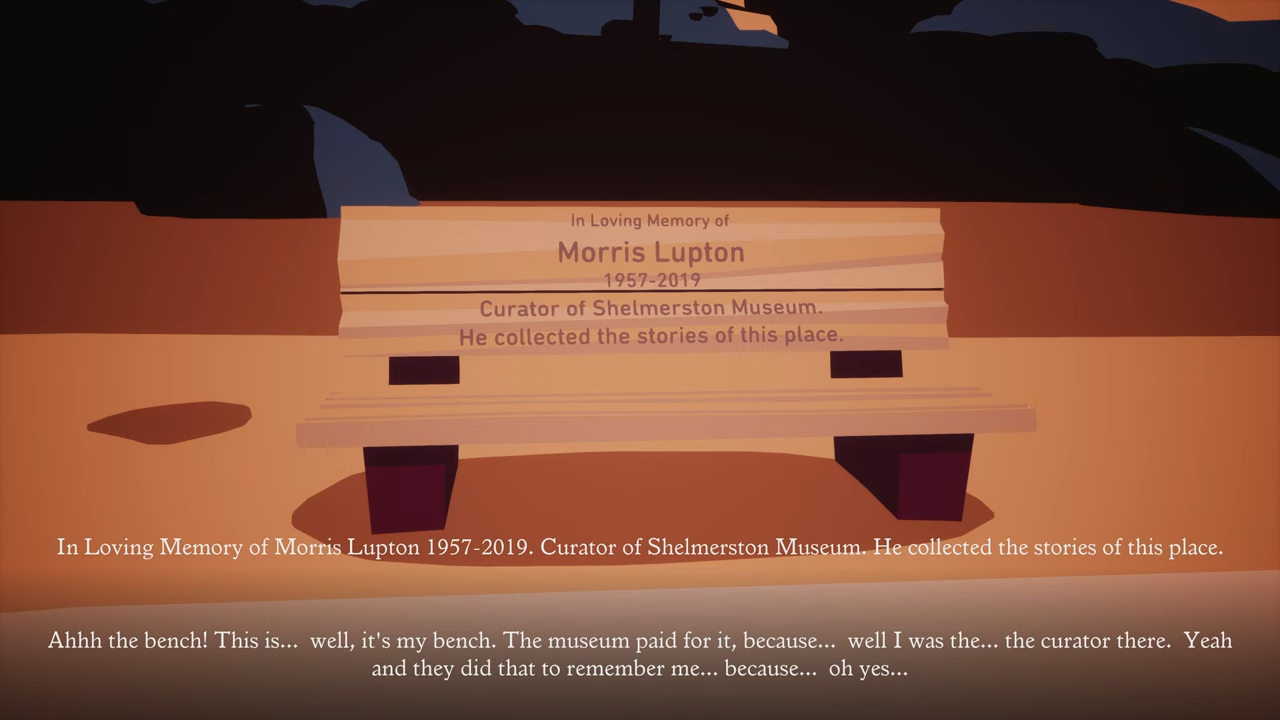 In Loving Memory of
Morris Lupton
1957-2019
Curator of Shelmerston Museum.
He collected the stories of this place.
In Loving Memory of Morris Lupton 1957-2019. Curator of Shelmerston Museum. He collected the stories of this place.
Ahhh the bench! This is... well, it's my bench. The museum paid for it, because... well I was the... the curator there. Yeah
and they did that to remember me... because... oh yes...